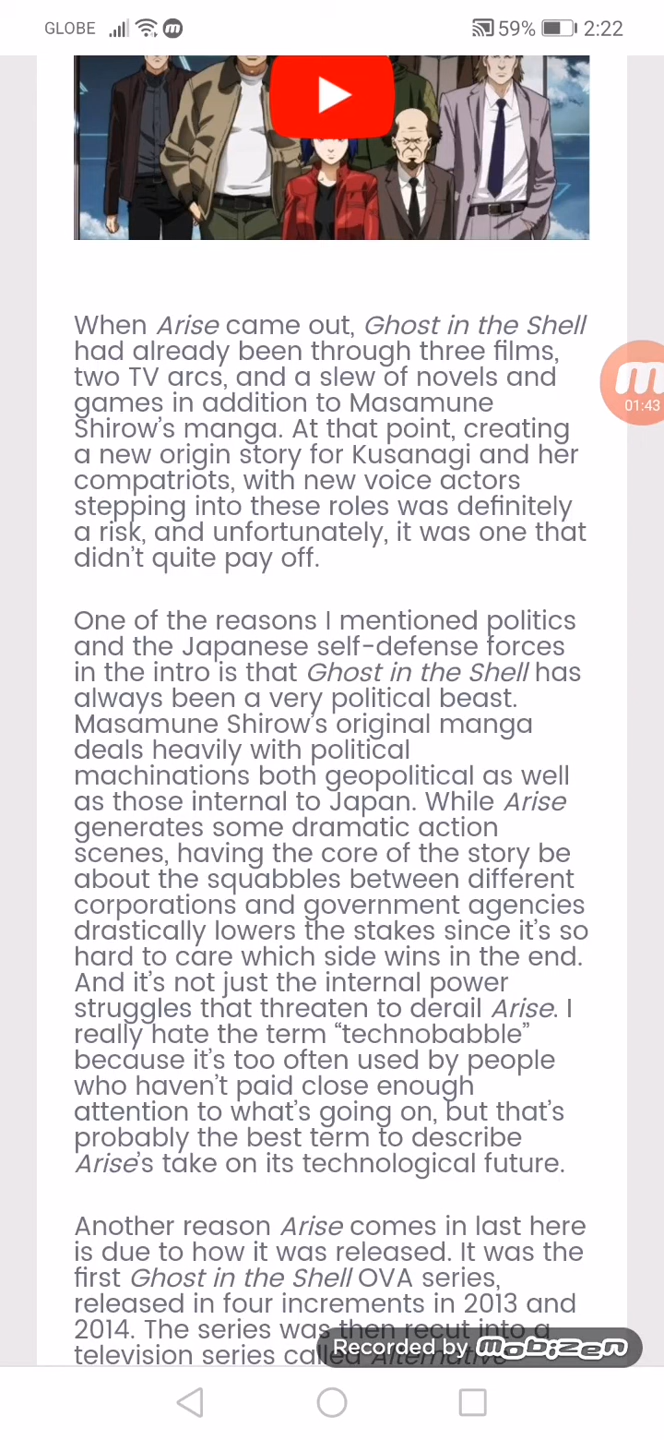 GLOBE 59% 2:22
When Arise came out, Ghost in the Shell
had already been through three films,
two TV arcs, and a slew of novels and
games in addition to Masamune
Shirow's manga. At that point, creating
a new origin story for Kusanagi and her
compatriots, with new voice actors
stepping into these roles was definitely
a risk, and unfortunately, it was one that
didn't quite pay off.
01:43
One of the reasons I mentioned politics
and the Japanese self-defense forces
in the intro is that Ghost in the Shell has
always been a very political beast.
Masamune Shirow's original manga
deals heavily with political
machinations both geopolitical as well
as those internal to Japan. While Arise
generates some dramatic action
scenes, having the core of the story be
about the squabbles between different
corporations and government agencies
drastically lowers the stakes since it's so
hard to care which side wins in the end.
And it's not just the internal power
struggles that threaten to derail Arise. I
really hate the term “technobabble”
because it's too often used by people
who haven't paid close enough
attention to what's going on, but that's
probably the best term to describe
Arise's take on its technological future.
Another reason Arise comes in last here
is due to how it was released. It was the
first Ghost in the Shell OVA series,
released in four increments in 2013 and
2014. The series was then recut into a
television series called Alternative
Recorded by mobizen